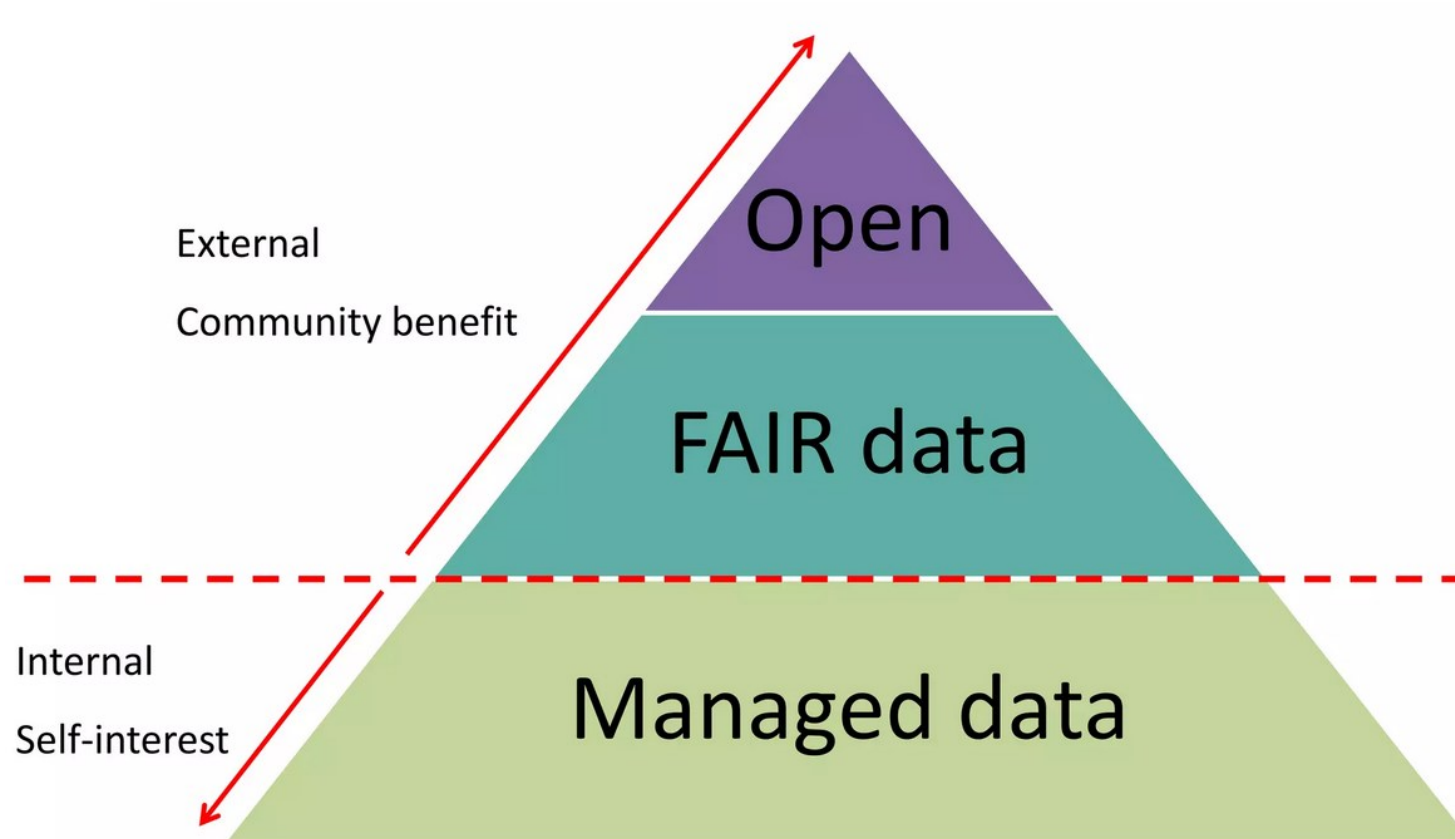 Open
External
Community benefit
FAIR data
Internal
Self-interest
Managed data